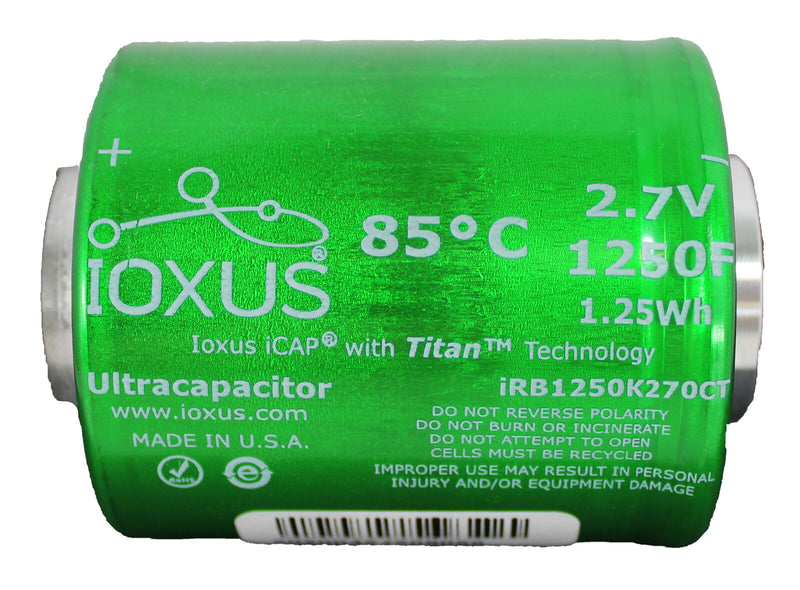 + −
IOXUS®
85°C
2.7V
1250F
1.25Wh
Ioxus iCAP® with Titan™ Technology
Ultracapacitor
iRB1250K270CT
www.ioxus.com
MADE IN U.S.A.
DO NOT REVERSE POLARITY
DO NOT BURN OR INCINERATE
DO NOT ATTEMPT TO OPEN
CELLS MUST BE RECYCLED
RoHS
e
IMPROPER USE MAY RESULT IN PERSONAL
INJURY AND/OR EQUIPMENT DAMAGE